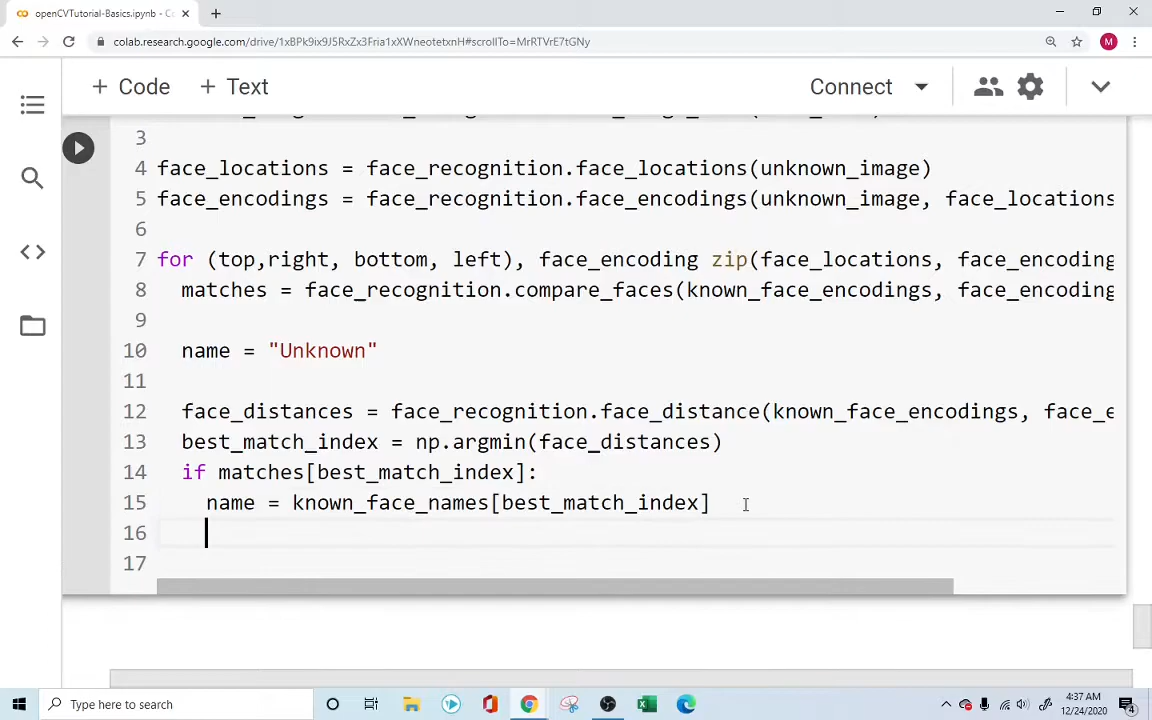 openCVTutorial-Basics.ipynb - Co
colab.research.google.com/drive/1xBPk9ix9J5RxZx3Fria1xXWneotetxnH#scrollTo=MrRTVrE7tGNy
M
+ Code + Text Connect
3
4 face_locations = face_recognition.face_locations(unknown_image)
5 face_encodings = face_recognition.face_encodings(unknown_image, face_locations
6
7 for (top,right, bottom, left), face_encoding zip(face_locations, face_encoding
8 matches = face_recognition.compare_faces(known_face_encodings, face_encoding
9
10 name = "Unknown"
11
12 face_distances = face_recognition.face_distance(known_face_encodings, face_e
13 best_match_index = np.argmin(face_distances)
14 if matches[best_match_index]:
15 name = known_face_names[best_match_index]
16
17
Type here to search
4:37 AM
12/24/2020
4